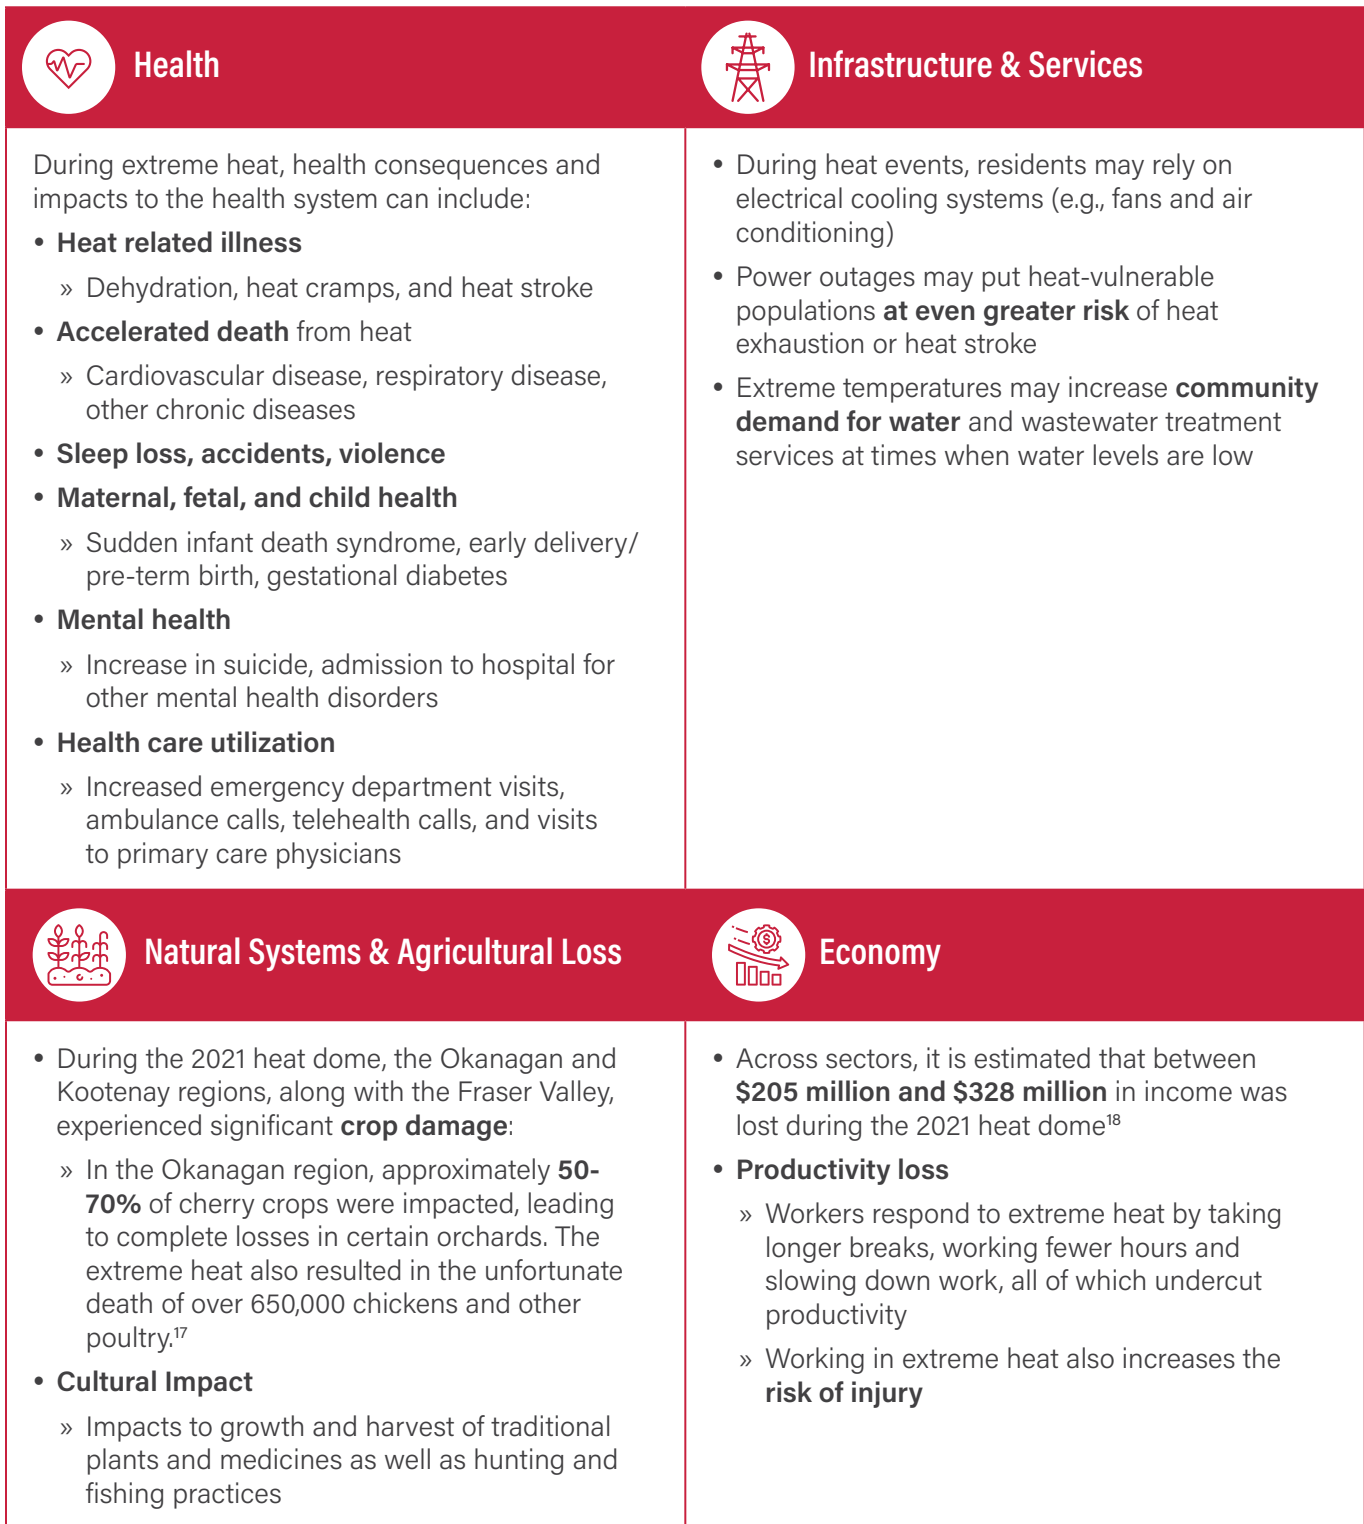 Health
During extreme heat, health consequences and
impacts to the health system can include:
• Heat related illness
» Dehydration, heat cramps, and heat stroke
• Accelerated death from heat
» Cardiovascular disease, respiratory disease,
other chronic diseases
• Sleep loss, accidents, violence
• Maternal, fetal, and child health
» Sudden infant death syndrome, early delivery/
pre-term birth, gestational diabetes
• Mental health
» Increase in suicide, admission to hospital for
other mental health disorders
• Health care utilization
» Increased emergency department visits,
ambulance calls, telehealth calls, and visits
to primary care physicians
Infrastructure & Services
• During heat events, residents may rely on
electrical cooling systems (e.g., fans and air
conditioning)
• Power outages may put heat-vulnerable
populations at even greater risk of heat
exhaustion or heat stroke
• Extreme temperatures may increase community
demand for water and wastewater treatment
services at times when water levels are low
Natural Systems & Agricultural Loss
• During the 2021 heat dome, the Okanagan and
Kootenay regions, along with the Fraser Valley,
experienced significant crop damage:
» In the Okanagan region, approximately 50-
70% of cherry crops were impacted, leading
to complete losses in certain orchards. The
extreme heat also resulted in the unfortunate
death of over 650,000 chickens and other
poultry.¹⁷
• Cultural Impact
» Impacts to growth and harvest of traditional
plants and medicines as well as hunting and
fishing practices
$
Economy
• Across sectors, it is estimated that between
$205 million and $328 million in income was
lost during the 2021 heat dome¹⁸
• Productivity loss
» Workers respond to extreme heat by taking
longer breaks, working fewer hours and
slowing down work, all of which undercut
productivity
» Working in extreme heat also increases the
risk of injury